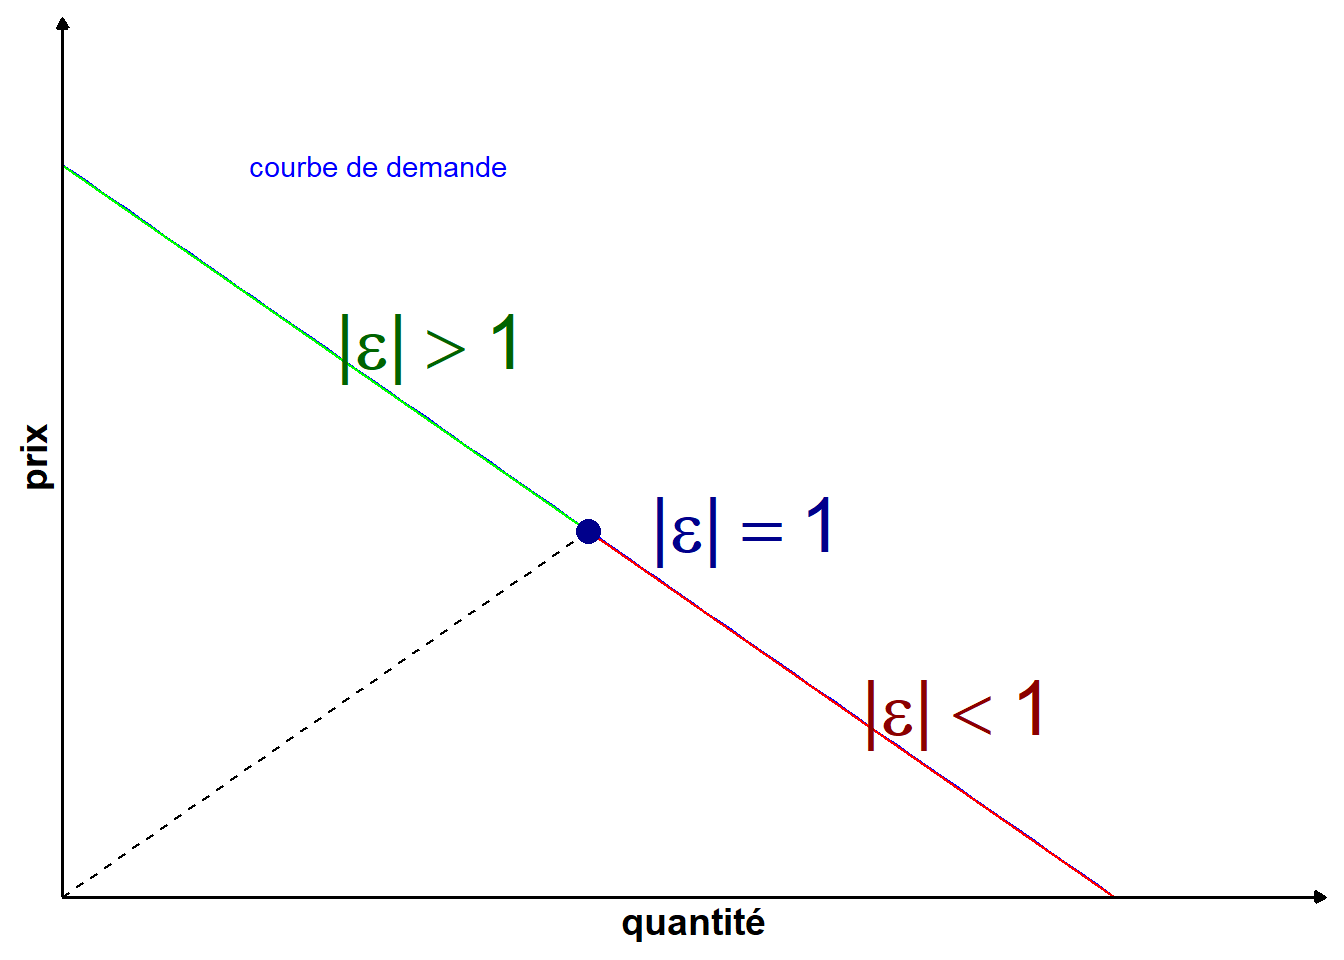 courbe de demande
|ε| > 1
prix
|ε| = 1
|ε| < 1
quantité